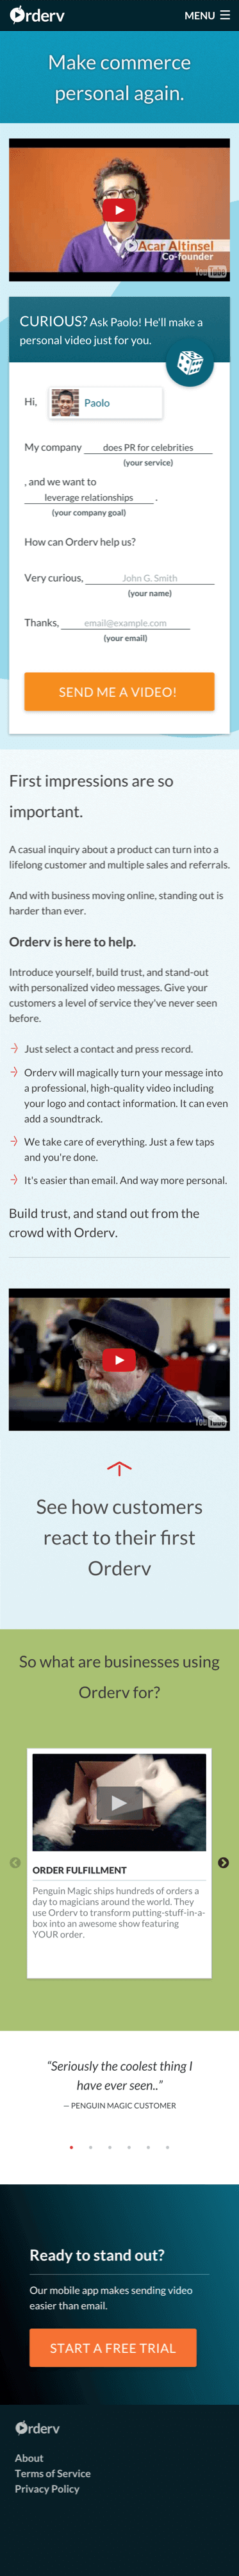 Orderv
MENU
Make commerce
personal again.
Acar Altinsel
Co-founder
YouTube
CURIOUS? Ask Paolo! He'll make a
personal video just for you.
Hi,
Paolo
My company does PR for celebrities
(your service)
, and we want to
leverage relationships .
(your company goal)
How can Orderv help us?
Very curious, John G. Smith
(your name)
Thanks, email@example.com
(your email)
SEND ME A VIDEO!
First impressions are so
important.
A casual inquiry about a product can turn into a
lifelong customer and multiple sales and referrals.
And with business moving online, standing out is
harder than ever.
Orderv is here to help.
Introduce yourself, build trust, and stand-out
with personalized video messages. Give your
customers a level of service they've never seen
before.
Just select a contact and press record.
Orderv will magically turn your message into
a professional, high-quality video including
your logo and contact information. It can even
add a soundtrack.
We take care of everything. Just a few taps
and you're done.
It's easier than email. And way more personal.
Build trust, and stand out from the
crowd with Orderv.
YouTube
See how customers
react to their first
Orderv
So what are businesses using
Orderv for?
ORDER FULFILLMENT
Penguin Magic ships hundreds of orders a
day to magicians around the world. They
use Orderv to transform putting-stuff-in-a-
box into an awesome show featuring
YOUR order.
“Seriously the coolest thing I
have ever seen..”
— PENGUIN MAGIC CUSTOMER
Ready to stand out?
Our mobile app makes sending video
easier than email.
START A FREE TRIAL
Orderv
About
Terms of Service
Privacy Policy